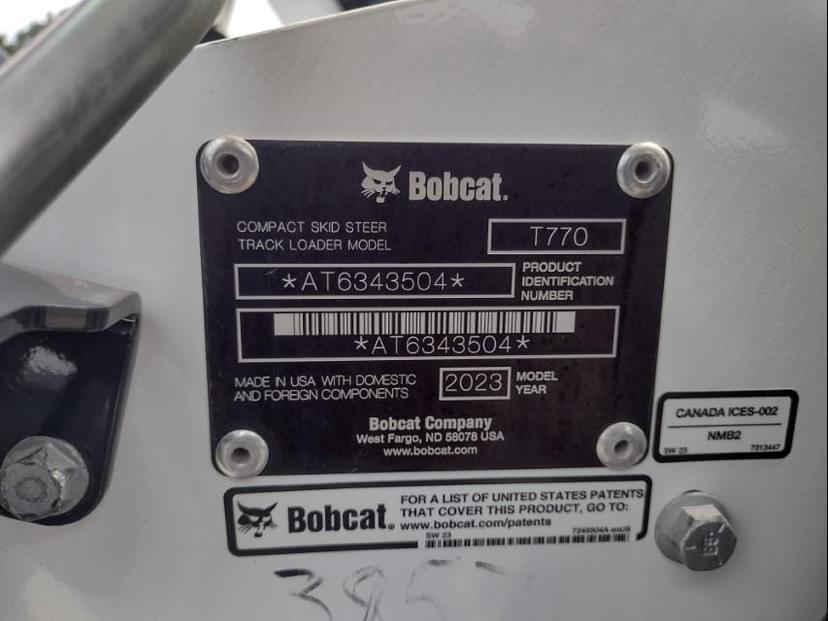 Bobcat.
COMPACT SKID STEER
TRACK LOADER MODEL
T770
*AT6343504*
PRODUCT
IDENTIFICATION
NUMBER
*AT6343504*
MADE IN USA WITH DOMESTIC
AND FOREIGN COMPONENTS
2023
MODEL
YEAR
Bobcat Company
West Fargo, ND 58078 USA
www.bobcat.com
CANADA ICES-002
NMB2
SW 23
7313447
Bobcat.
FOR A LIST OF UNITED STATES PATENTS
THAT COVER THIS PRODUCT, GO TO:
www.bobcat.com/patents
SW 23
7245504A enUS